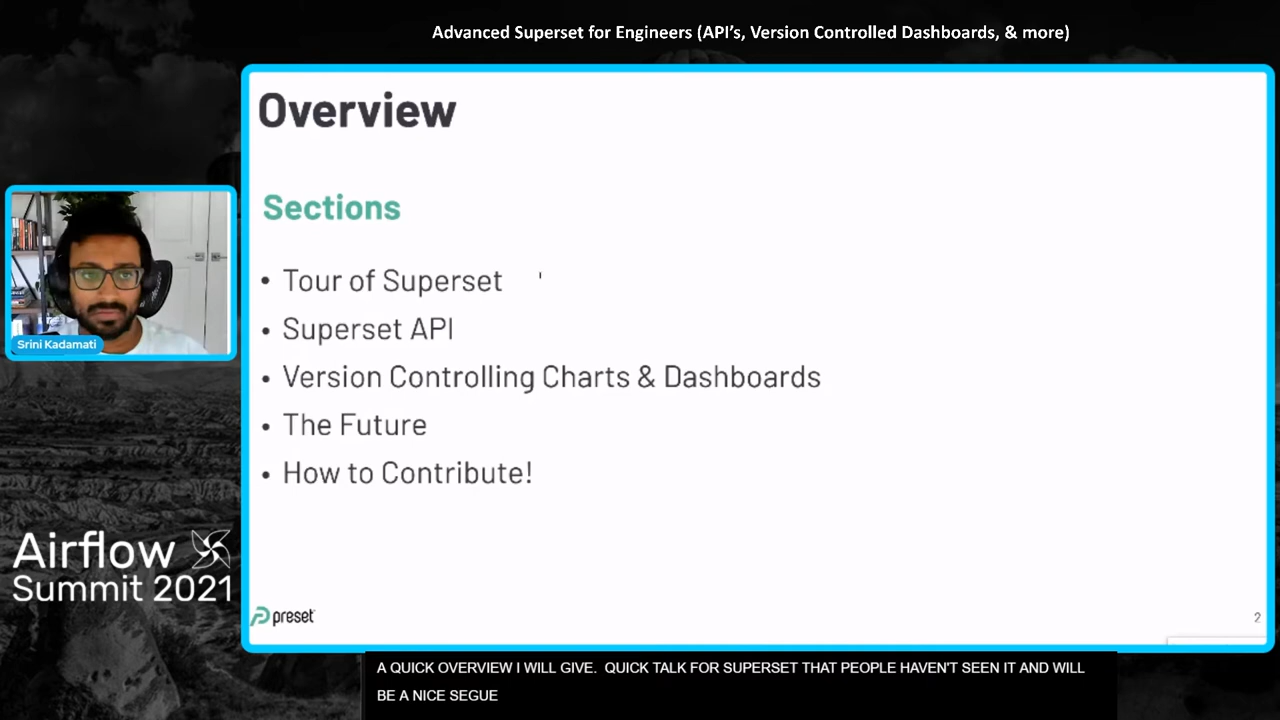 Advanced Superset for Engineers (API's, Version Controlled Dashboards, & more)
Overview
Sections
• Tour of Superset
• Superset API
• Version Controlling Charts & Dashboards
• The Future
• How to Contribute!
Srini Kadamati
Airflow
Summit 2021
preset
2
A QUICK OVERVIEW I WILL GIVE.  QUICK TALK FOR SUPERSET THAT PEOPLE HAVEN'T SEEN IT AND WILL
BE A NICE SEGUE